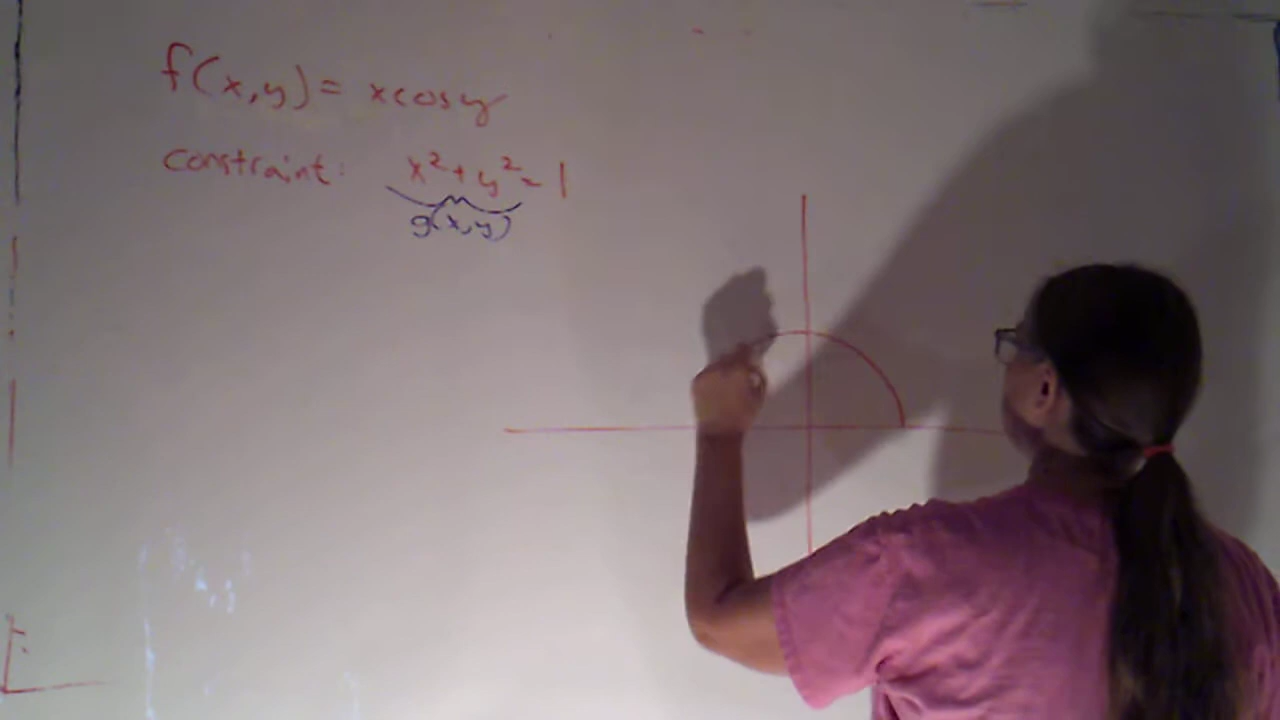 f(x,y) = xcosy
constraint: x²+y² = 1
g(x,y)